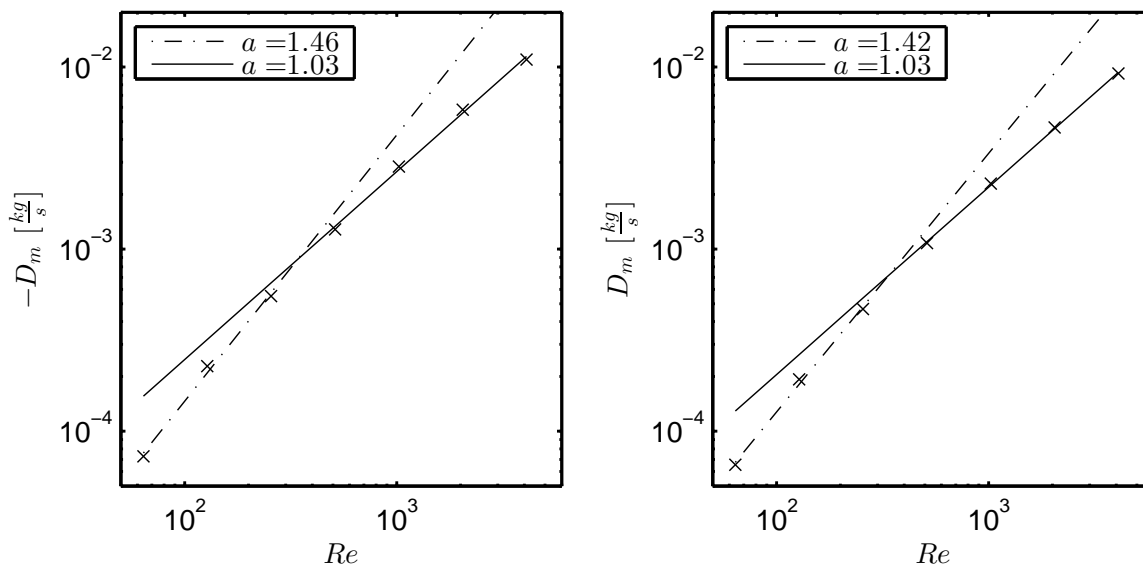 a =1.46
a =1.03
10^−2
10^−3
10^−4
−D_m [kg/s]
10^2
10^3
Re
a =1.42
a =1.03
10^−2
10^−3
10^−4
D_m [kg/s]
10^2
10^3
Re